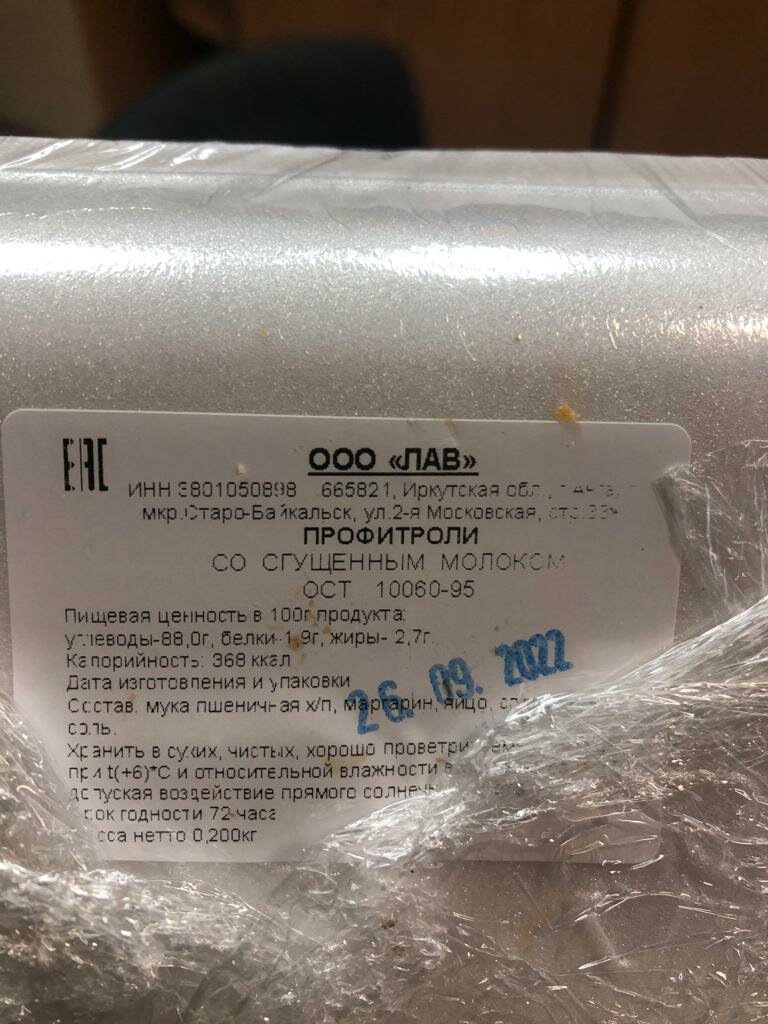 ЕАС
ООО «ЛАВ»
ИНН 3801050898 665821, Иркутская обл.,
мкр.Старо-Байкальск, ул.2-я Московская, стр.
ПРОФИТРОЛИ
СО СГУЩЕННЫМ МОЛОКОМ
ОСТ 10060-95
Пищевая ценность в 100г продукта:
углеводы-88,0г, белки-1,9г, жиры- 2,7г.
Калорийность: 368 ккал
Дата изготовления и упаковки 26.09.2022
Состав: мука пшеничная х/п, маргарин, яйцо,
соль.
Хранить в сухих, чистых, хорошо
при t(+6)*С и относительной влажности
допуская воздействие прямого
срок годности 72 часа
нетто 0,200кг